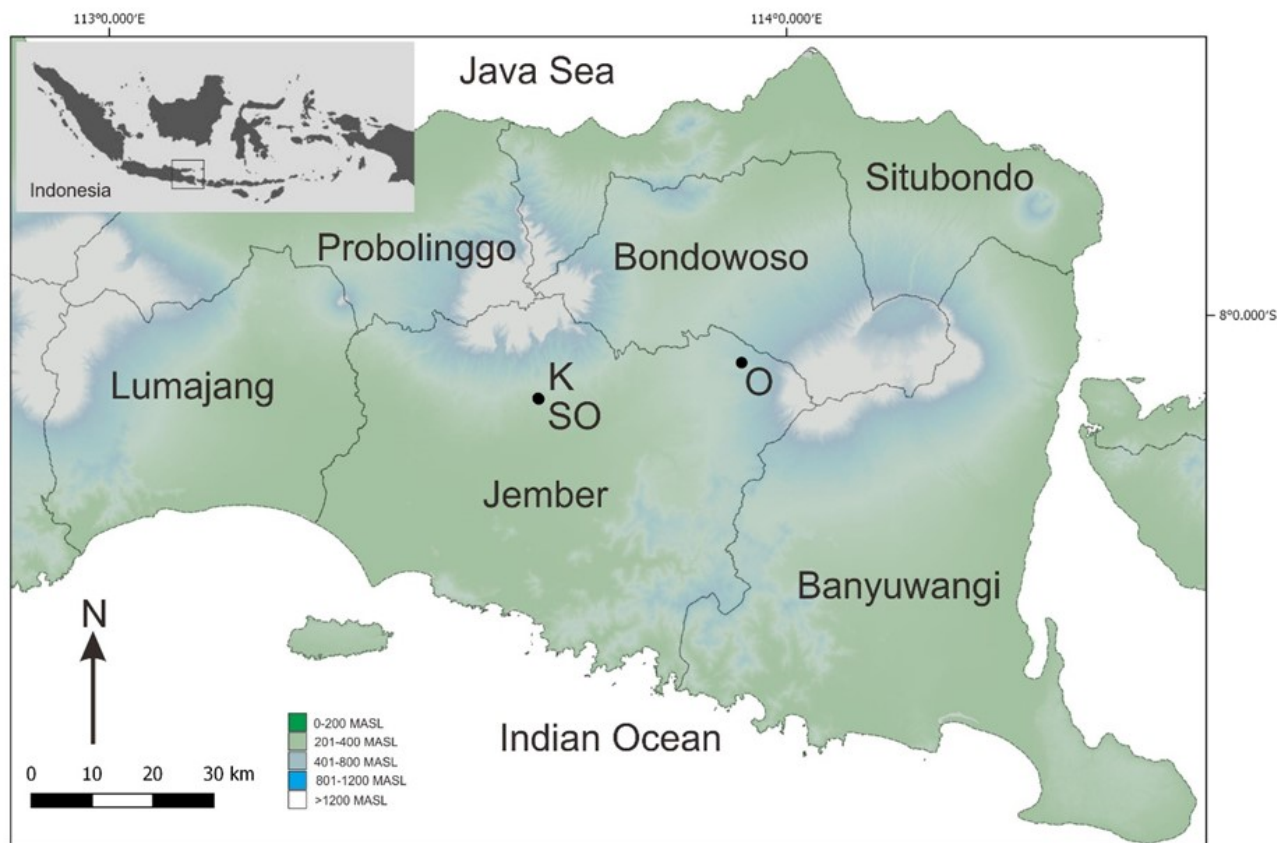 113°0.000'E
114°0.000'E
Java Sea
Indonesia
Situbondo
Probolinggo
Bondowoso
8°0.000'S
Lumajang
K
SO
O
Jember
Banyuwangi
N
Indian Ocean
0-200 MASL
201-400 MASL
401-800 MASL
801-1200 MASL
>1200 MASL
0 10 20 30 km